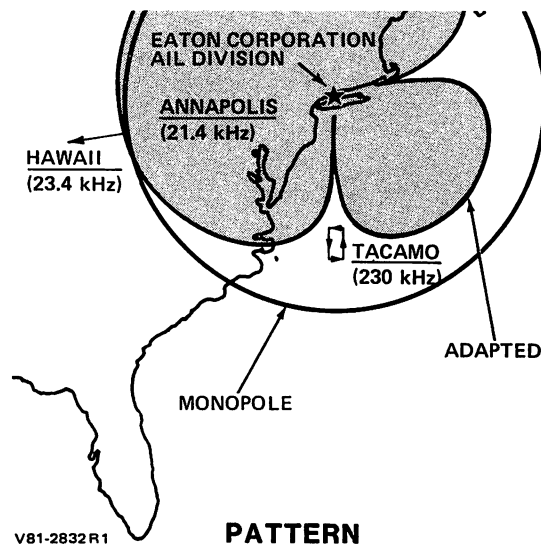 EATON CORPORATION
AIL DIVISION
ANNAPOLIS
(21.4 kHz)
HAWAII
(23.4 kHz)
TACAMO
(230 kHz)
ADAPTED
MONOPOLE
V81-2832R1
PATTERN